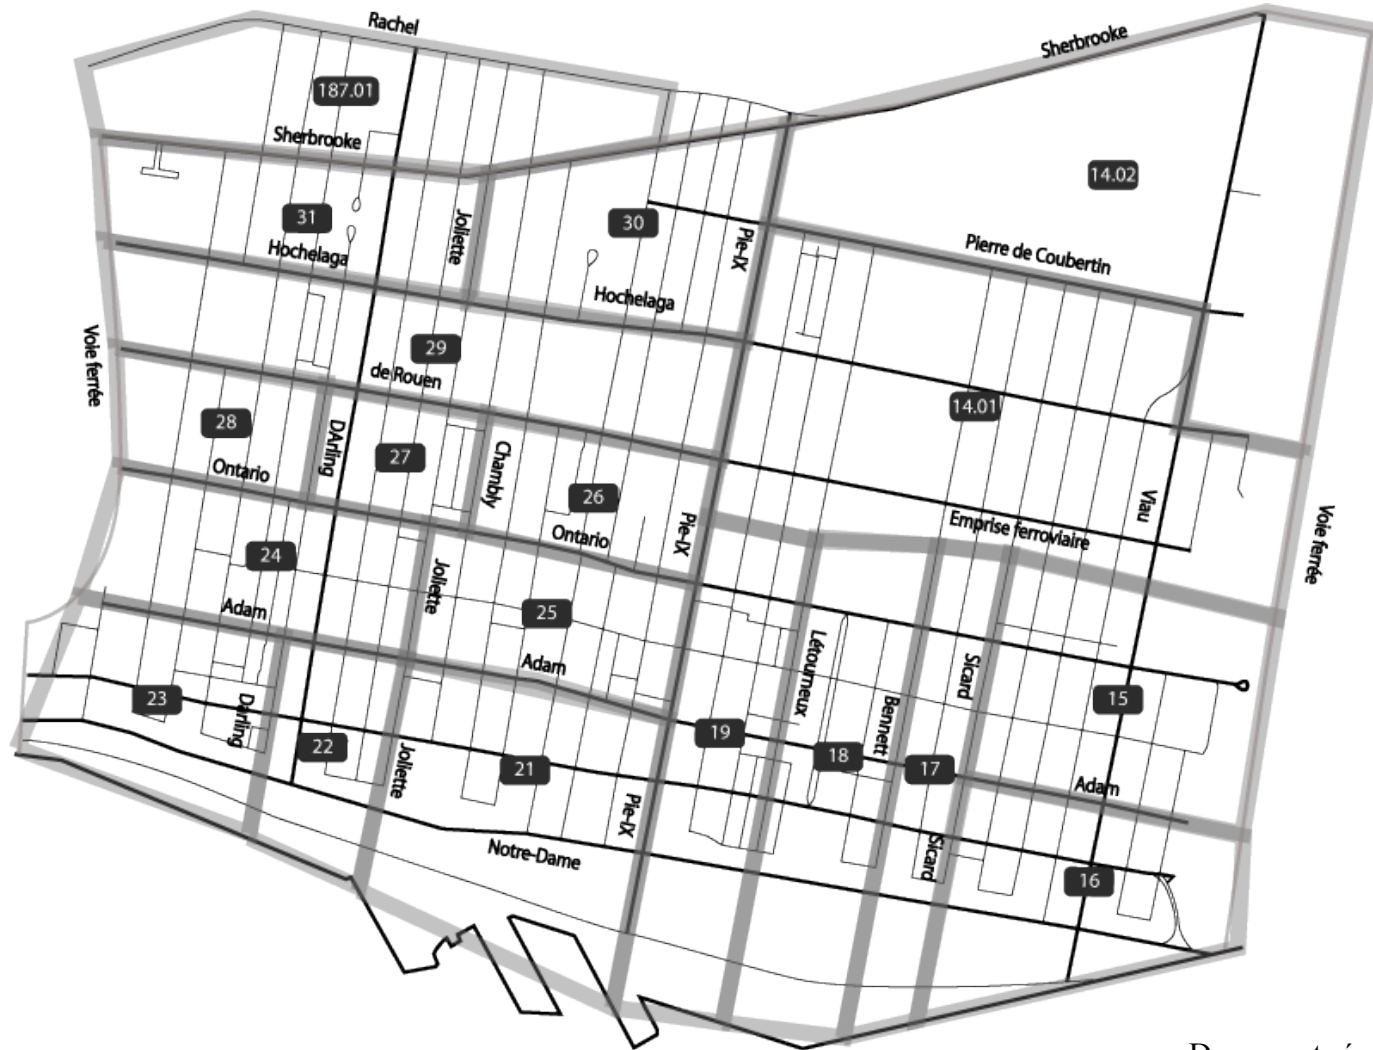 Rachel
Sherbrooke
187.01
Sherbrooke
14.02
31
Joliette
30
Pie-IX
Pierre de Coubertin
Hochelaga
Hochelaga
Voie ferrée
29
de Rouen
14.01
28
DArling
27
Chambly
26
Ontario
Ontario
Pie-IX
Viau
Emprise ferroviaire
Voie ferrée
24
Joliette
25
Adam
Adam
Létourneux
Sicard
Bennett
15
23
Darling
22
Joliette
21
19
18
17
Adam
Pie-IX
Notre-Dame
Sicard
16